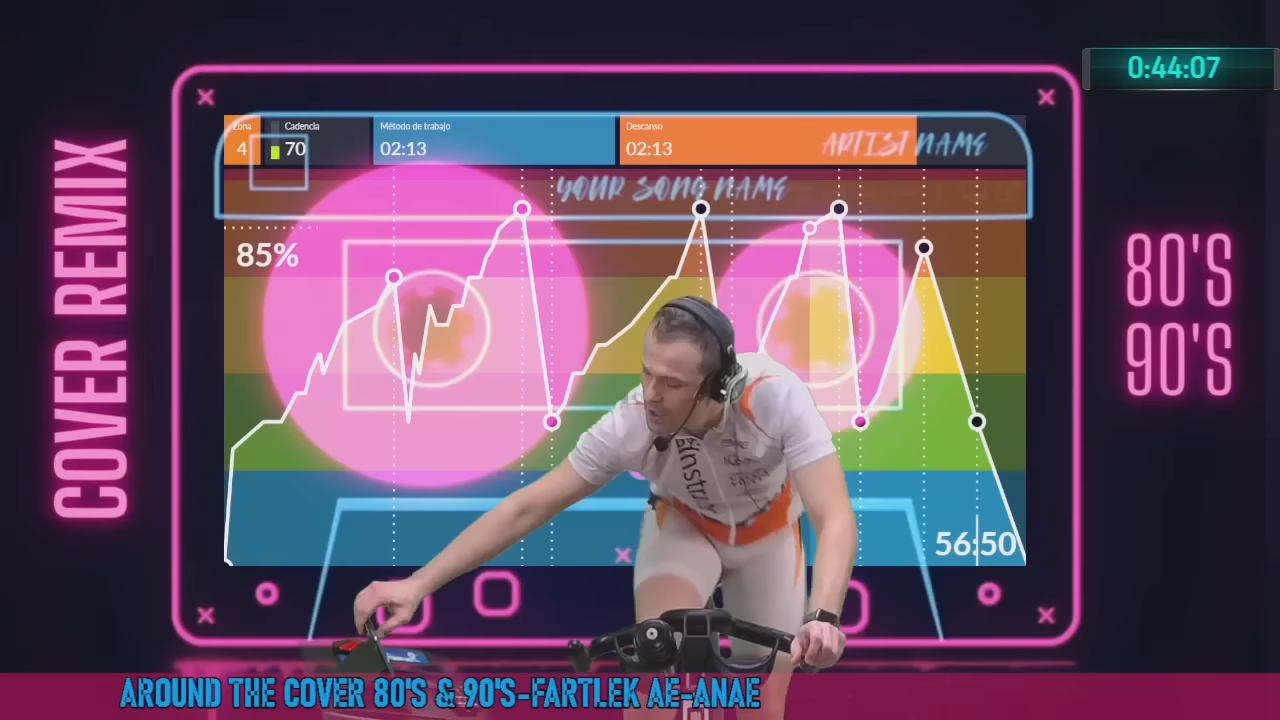 0:44:07
Zona
4
Cadencia
70
Método de trabajo
02:13
Descanso
02:13
ARTIST NAME
YOUR SONG NAME
85%
COVER REMIX
80'S
90'S
56:50
AROUND THE COVER 80'S & 90'S-FARTLEK AE-ANAE